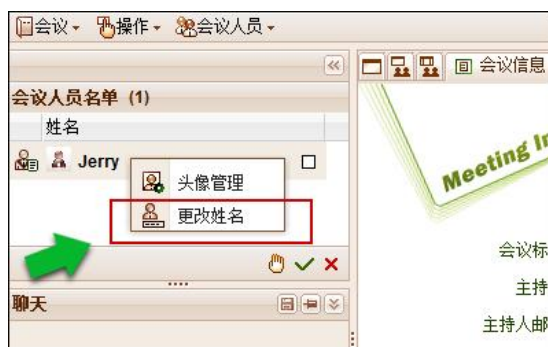 会议 操作 会议人员
会议信息
会议人员名单 (1)
姓名
Jerry
头像管理
更改姓名
Meeting In
聊天
会议标
主持
主持人邮